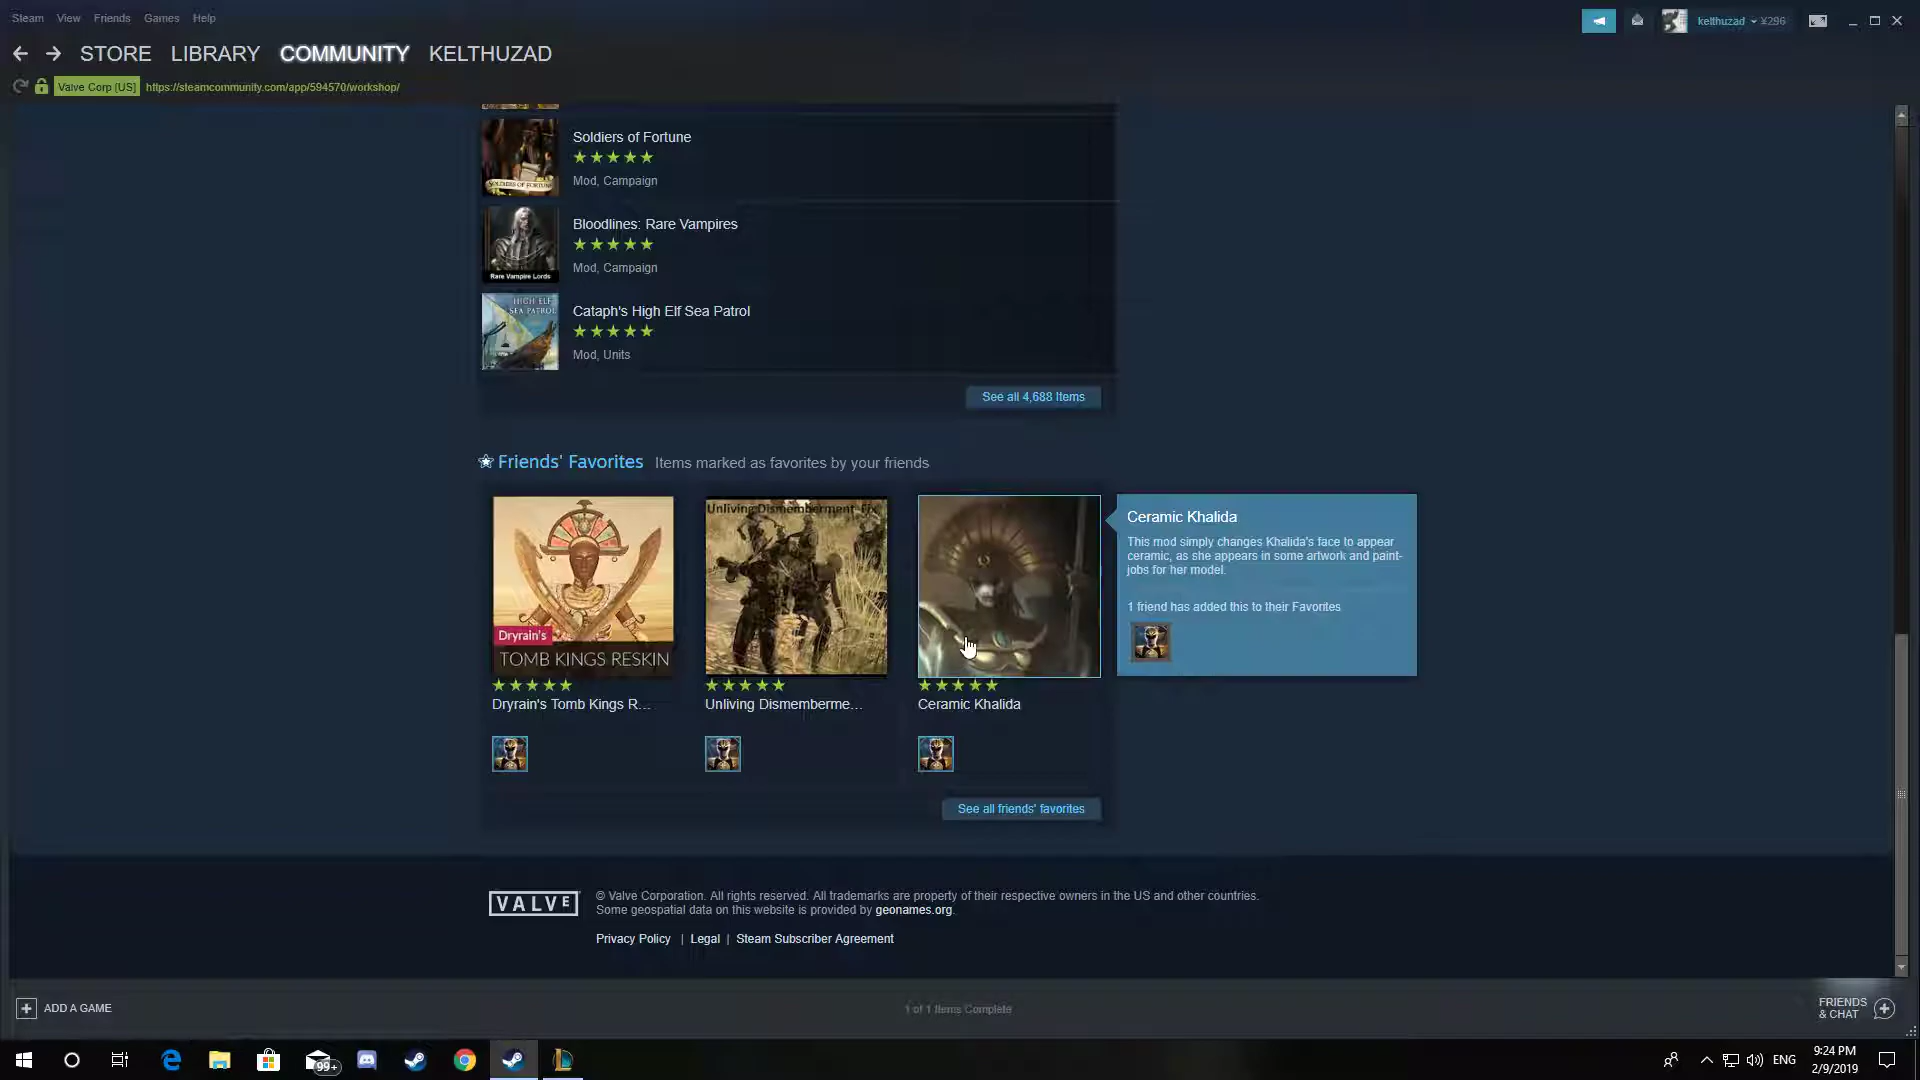 Steam View Friends Games Help
kelthuzad ¥296
STORE LIBRARY COMMUNITY KELTHUZAD
Valve Corp [US] https://steamcommunity.com/app/594570/workshop/
SOLDIERS OF FORTUNE
Soldiers of Fortune
Mod, Campaign
Rare Vampire Lords
Bloodlines: Rare Vampires
Mod, Campaign
HIGH ELF
SEA PATROL
Cataph's High Elf Sea Patrol
Mod, Units
See all 4,688 Items
Friends' Favorites Items marked as favorites by your friends
Dryrain's
TOMB KINGS RESKIN
Unliving Dismemberment Fix
Dryrain's Tomb Kings R...
Unliving Dismemberme...
Ceramic Khalida
Ceramic Khalida
This mod simply changes Khalida's face to appear
ceramic, as she appears in some artwork and paint-
jobs for her model.
1 friend has added this to their Favorites
See all friends' favorites
VALVE
© Valve Corporation. All rights reserved. All trademarks are property of their respective owners in the US and other countries.
Some geospatial data on this website is provided by geonames.org.
Privacy Policy | Legal | Steam Subscriber Agreement
ADD A GAME
1 of 1 Items Complete
FRIENDS
& CHAT
99+
ENG
9:24 PM
2/9/2019